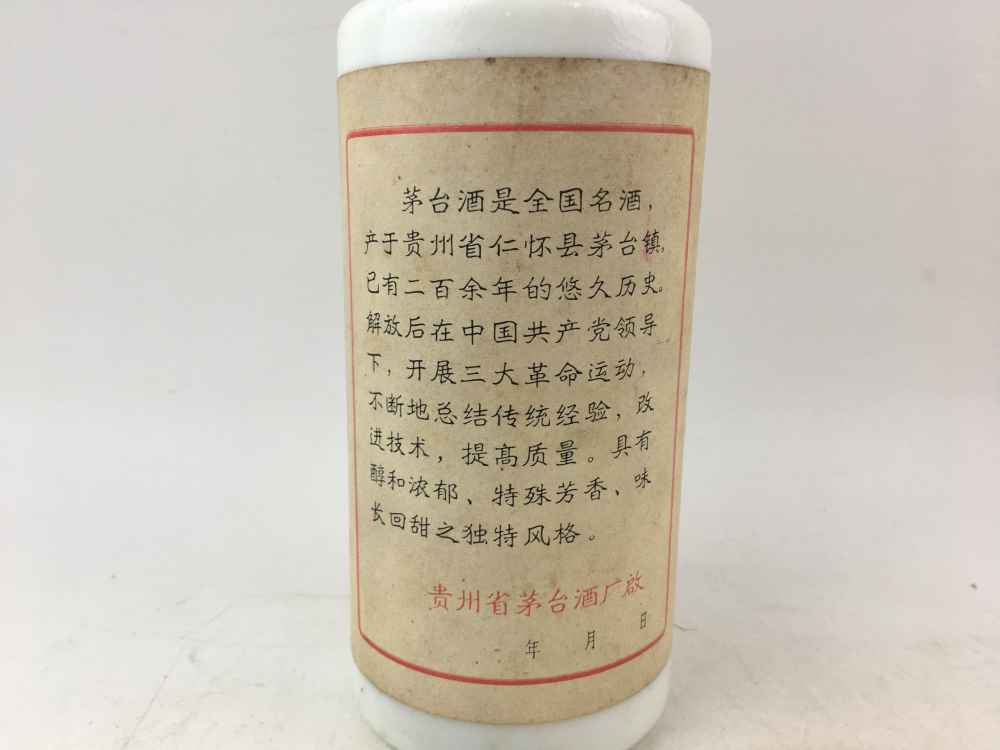 茅台酒是全国名酒，
产于贵州省仁怀县茅台镇，
已有二百余年的悠久历史。
解放后在中国共产党领导
下，开展三大革命运动，
不断地总结传统经验，改
进技术，提高质量。具有
醇和浓郁、特殊芳香、味
长回甜之独特风格。
贵州省茅台酒厂啟
年 月 日